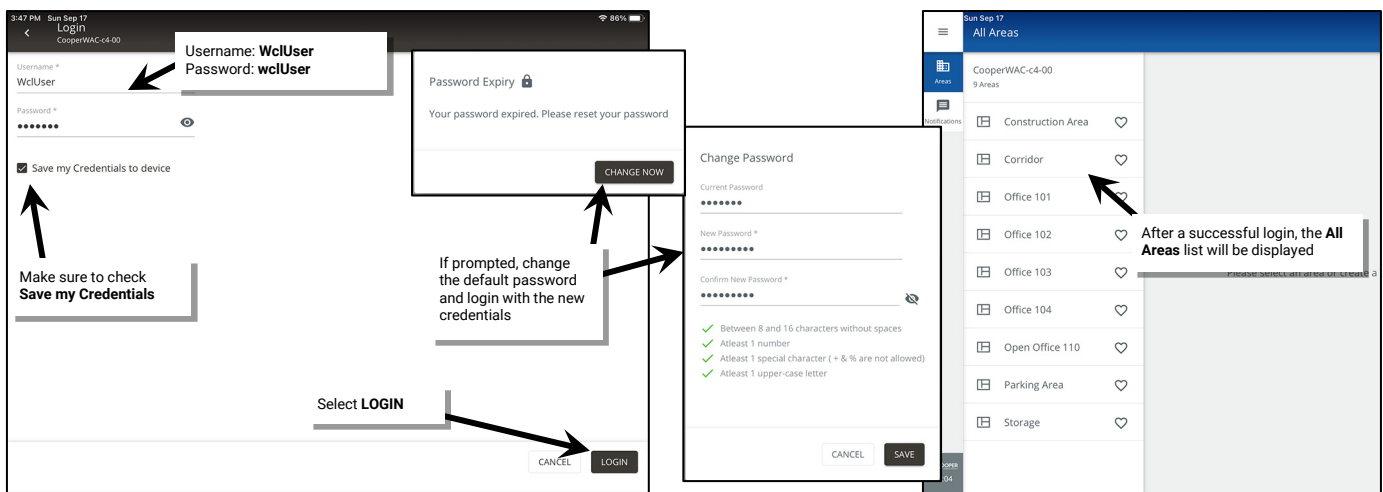 3:47 PM Sun Sep 17
86%
Login
CooperWAC-c4-00
Username *
WclUser
Password *
•••••••
Save my Credentials to device
Username: WclUser
Password: wclUser
Make sure to check
Save my Credentials
Select LOGIN
CANCEL
LOGIN
Password Expiry
Your password expired. Please reset your password
CHANGE NOW
If prompted, change
the default password
and login with the new
credentials
Change Password
Current Password
•••••••
New Password *
•••••••••
Confirm New Password *
•••••••••
Between 8 and 16 characters without spaces
Atleast 1 number
Atleast 1 special character ( + & % are not allowed)
Atleast 1 upper-case letter
CANCEL
SAVE
Sun Sep 17
All Areas
Areas
Notifications
CooperWAC-c4-00
9 Areas
Construction Area
Corridor
Office 101
Office 102
Office 103
Office 104
Open Office 110
Parking Area
Storage
After a successful login, the All
Areas list will be displayed
Please select an area or create a